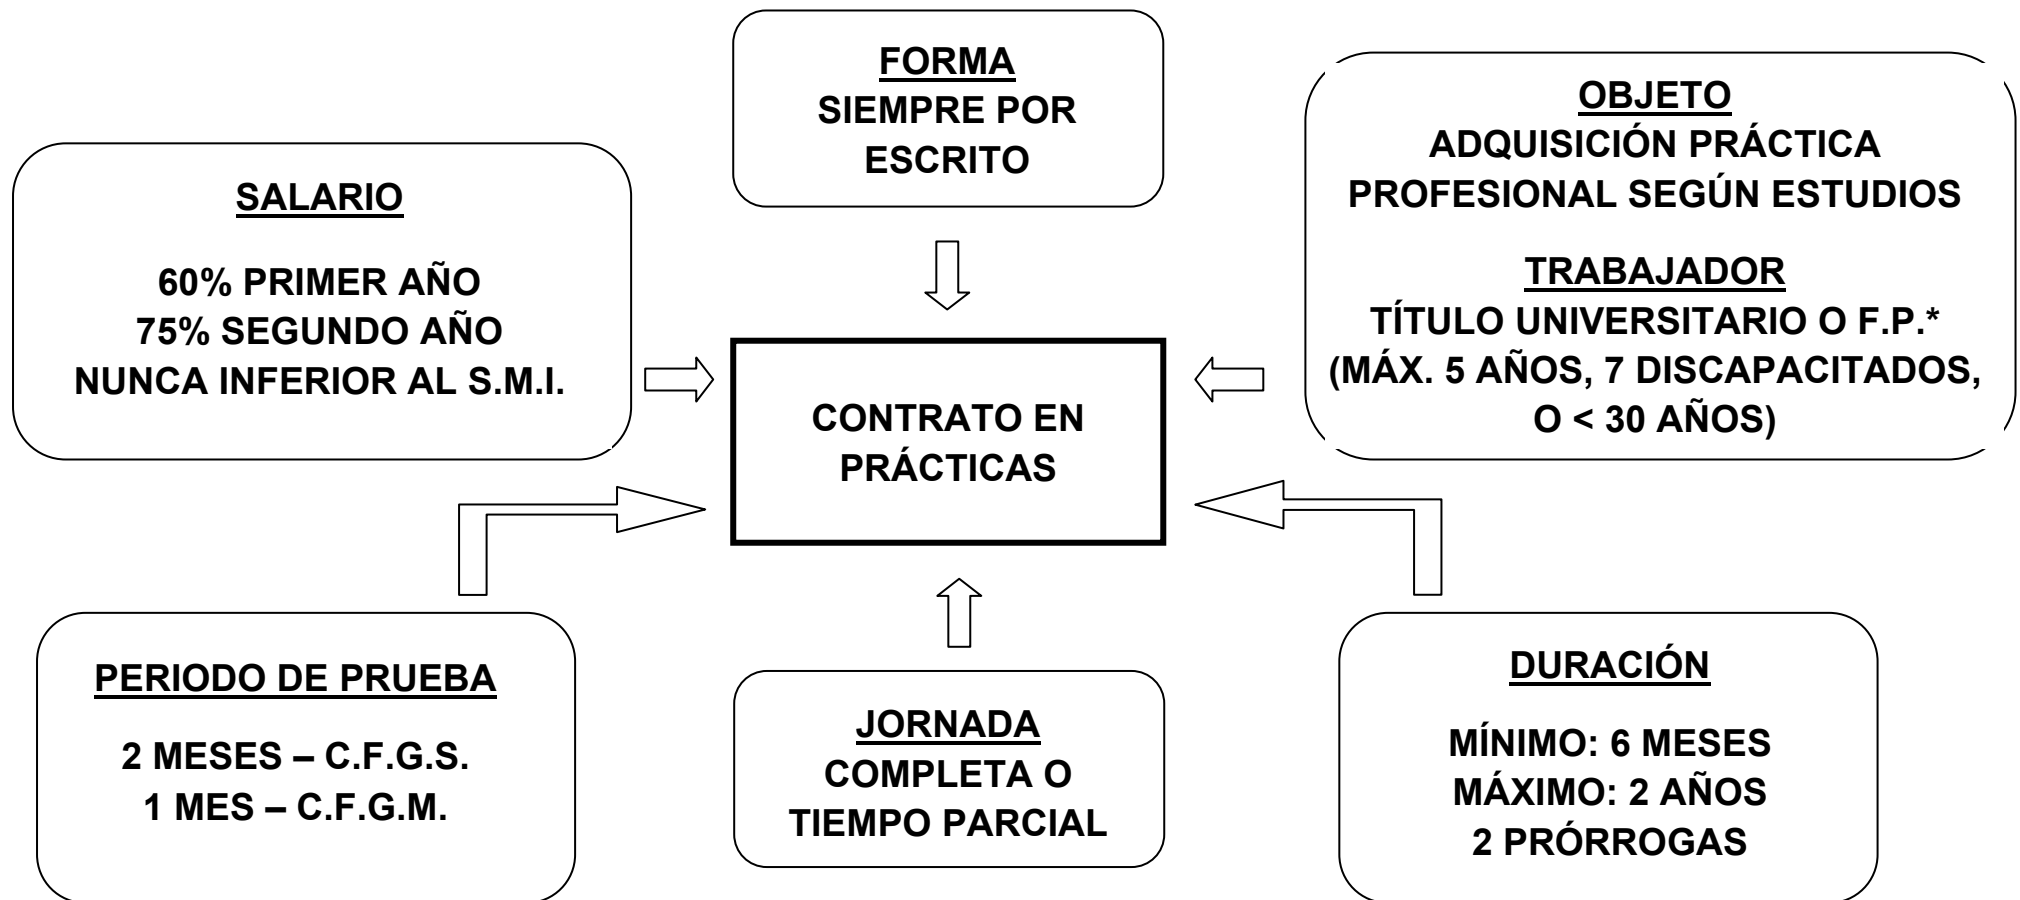 FORMA
SIEMPRE POR
ESCRITO
OBJETO
ADQUISICIÓN PRÁCTICA
PROFESIONAL SEGÚN ESTUDIOS
TRABAJADOR
TÍTULO UNIVERSITARIO O F.P.*
(MÁX. 5 AÑOS, 7 DISCAPACITADOS,
O < 30 AÑOS)
SALARIO
60% PRIMER AÑO
75% SEGUNDO AÑO
NUNCA INFERIOR AL S.M.I.
CONTRATO EN
PRÁCTICAS
PERIODO DE PRUEBA
2 MESES – C.F.G.S.
1 MES – C.F.G.M.
JORNADA
COMPLETA O
TIEMPO PARCIAL
DURACIÓN
MÍNIMO: 6 MESES
MÁXIMO: 2 AÑOS
2 PRÓRROGAS